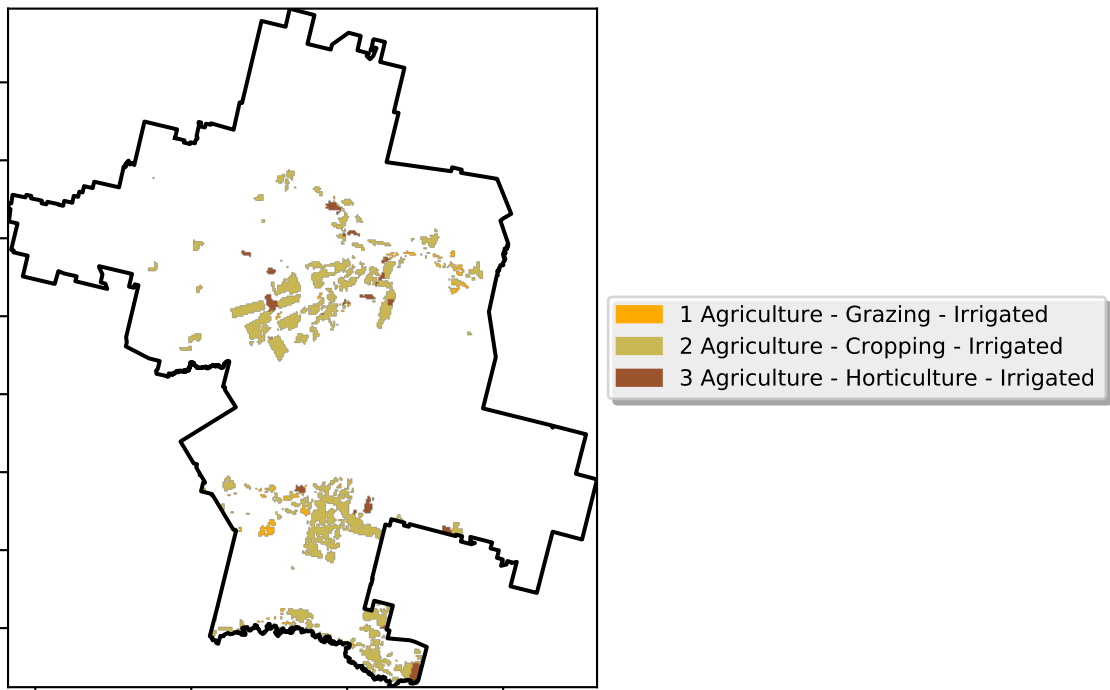 1 Agriculture - Grazing - Irrigated
2 Agriculture - Cropping - Irrigated
3 Agriculture - Horticulture - Irrigated